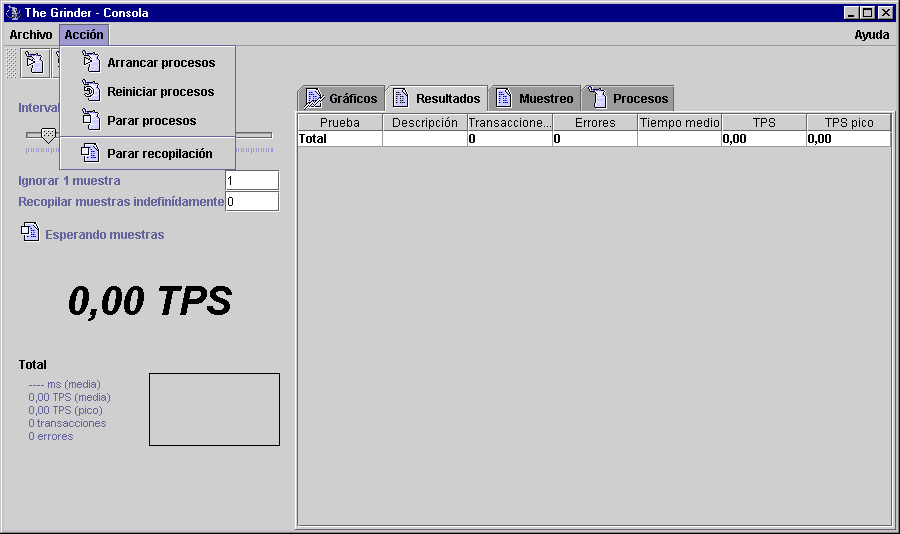 The Grinder - Consola
Archivo Acción Ayuda
Arrancar procesos
Reiniciar procesos
Parar procesos
Parar recopilación
Ignorar 1 muestra 1
Recopilar muestras indefinídamente 0
Esperando muestras
0,00 TPS
Total
---- ms (media)
0,00 TPS (media)
0,00 TPS (pico)
0 transacciones
0 errores
Gráficos Resultados Muestreo Procesos
Prueba Descripción Transaccione... Errores Tiempo medio TPS TPS pico
Total 0 0 0,00 0,00